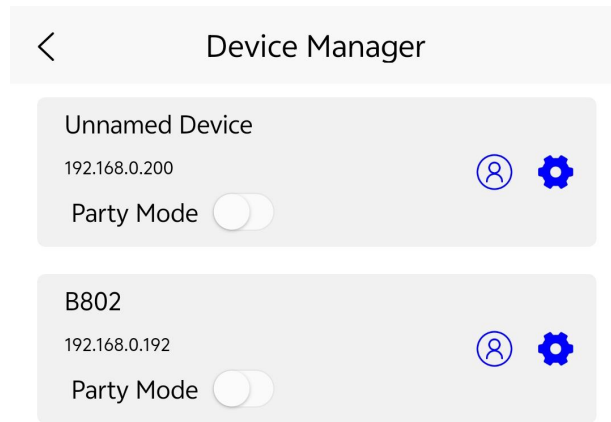 Device Manager
Unnamed Device
192.168.0.200
Party Mode
B802
192.168.0.192
Party Mode